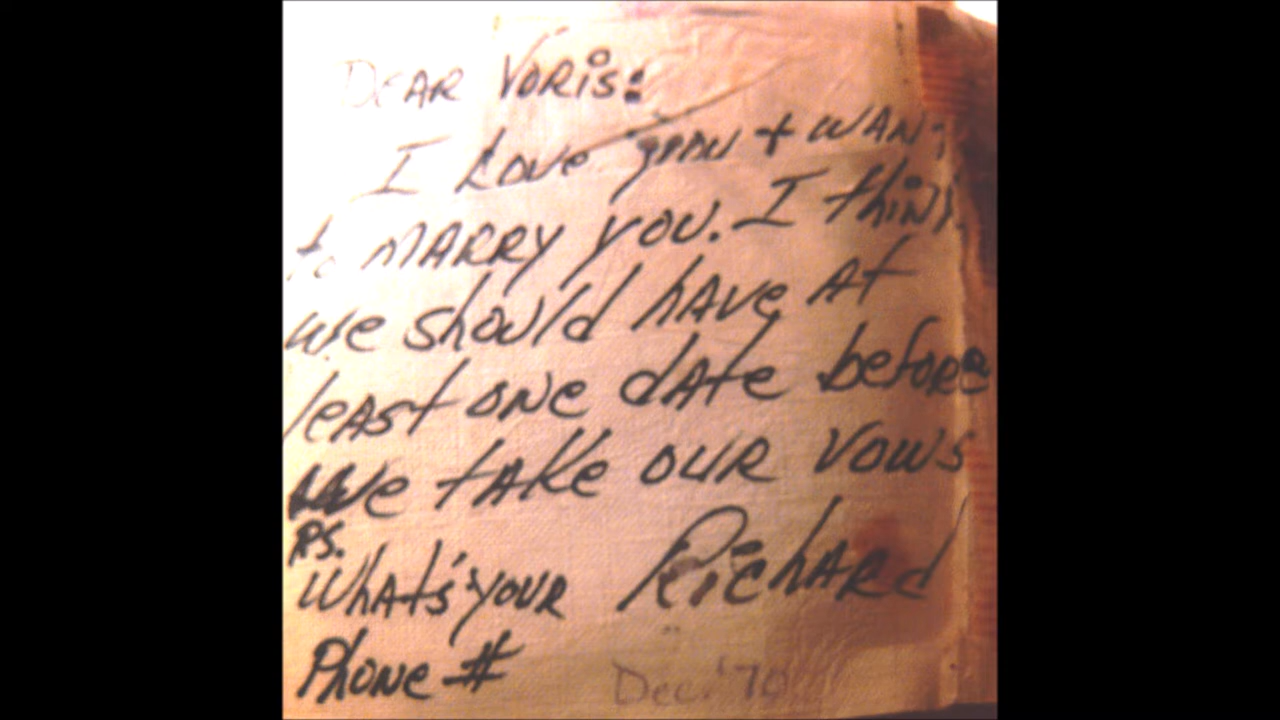 DEAR VORIS:
I love you + WANT
to MARRY YOU. I think
we should have At
least one date before
We take our vows
P.S.
What's your Richard
Phone #
Dec. '70